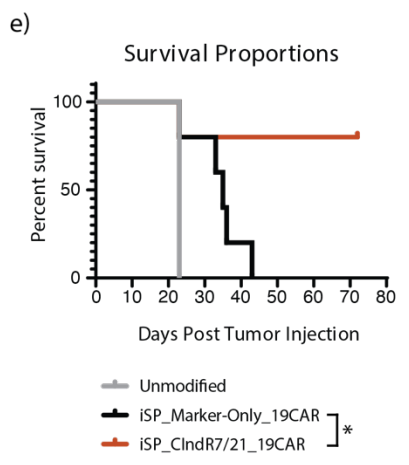 e)
Survival Proportions
Percent survival
100
50
0
0 10 20 30 40 50 60 70 80
Days Post Tumor Injection
Unmodified
iSP_Marker-Only_19CAR
iSP_CIndR7/21_19CAR
*